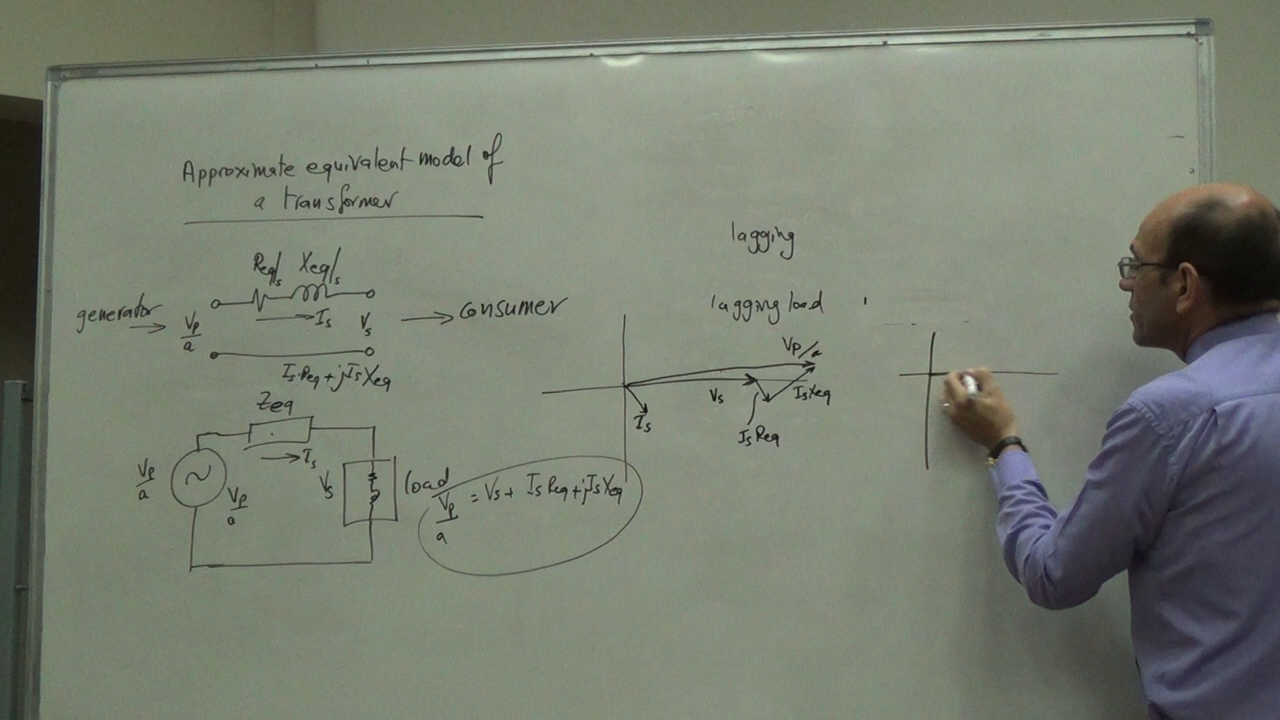 Approximate equivalent model of
a transformer
Req/s Xeq/s
generator
Vp/a
Is
Vs
consumer
Is Req + jIs Xeq
Zeq
Is
Vp/a
Vp/a
Vs
load
Vp/a = Vs + Is Req + jIs Xeq
lagging
lagging load
Vp/a
Vs
Is Xeq
Is
Is Req